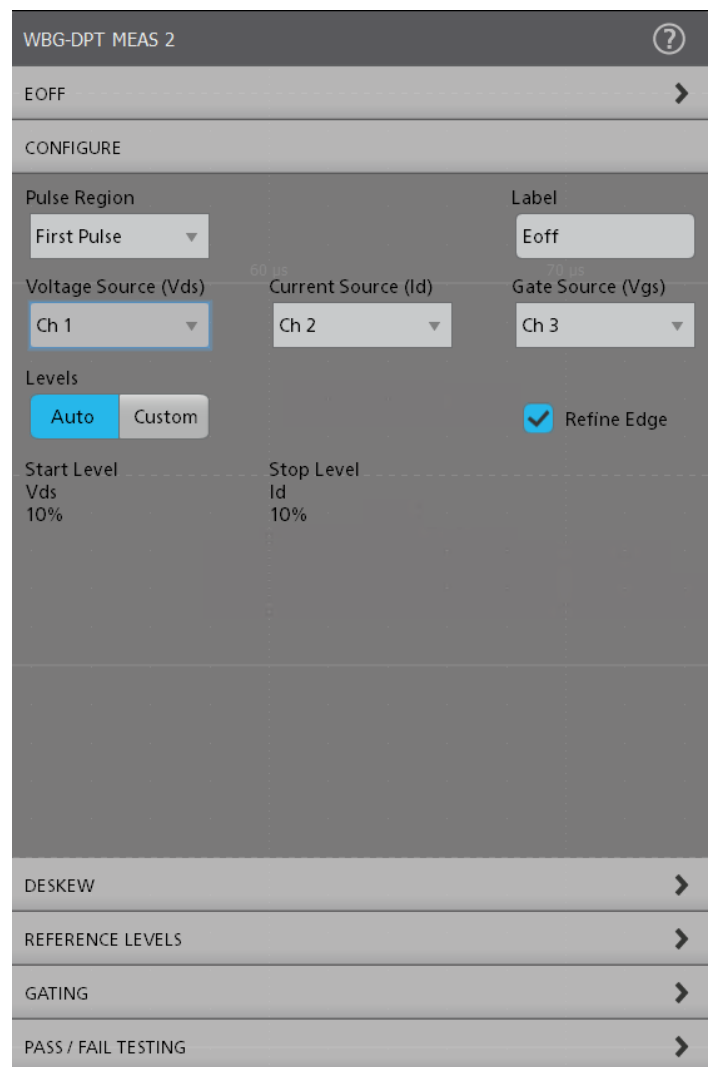 WBG-DPT MEAS 2
?
EOFF
CONFIGURE
Pulse Region
Label
First Pulse
Eoff
60 µs
70 µs
Voltage Source (Vds)
Current Source (Id)
Gate Source (Vgs)
Ch 1
Ch 2
Ch 3
Levels
Auto
Custom
Refine Edge
Start Level
Stop Level
Vds
Id
10%
10%
DESKEW
REFERENCE LEVELS
GATING
PASS / FAIL TESTING